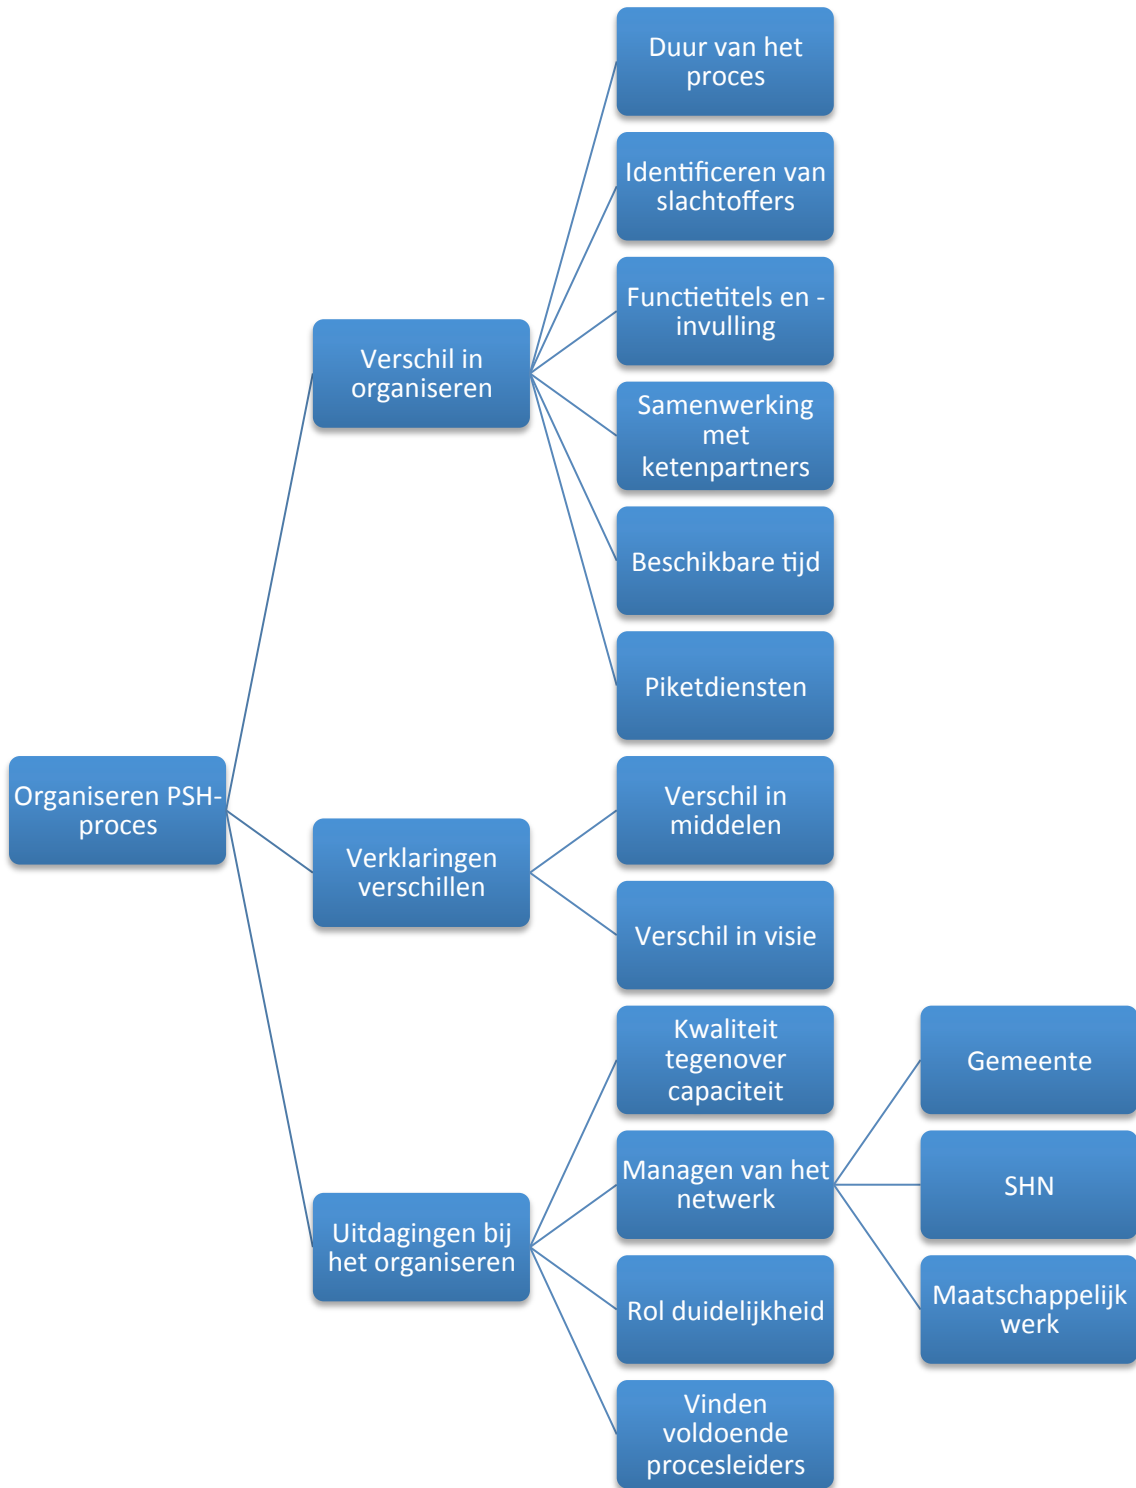 Duur van het
proces
Identificeren van
slachtoffers
Functietitels en -
invulling
Verschil in
organiseren
Samenwerking
met
ketenpartners
Beschikbare tijd
Piketdiensten
Organiseren PSH-
proces
Verschil in
middelen
Verklaringen
verschillen
Verschil in visie
Kwaliteit
tegenover
capaciteit
Gemeente
Managen van het
netwerk
SHN
Uitdagingen bij
het organiseren
Rol duidelijkheid
Maatschappelijk
werk
Vinden
voldoende
procesleiders